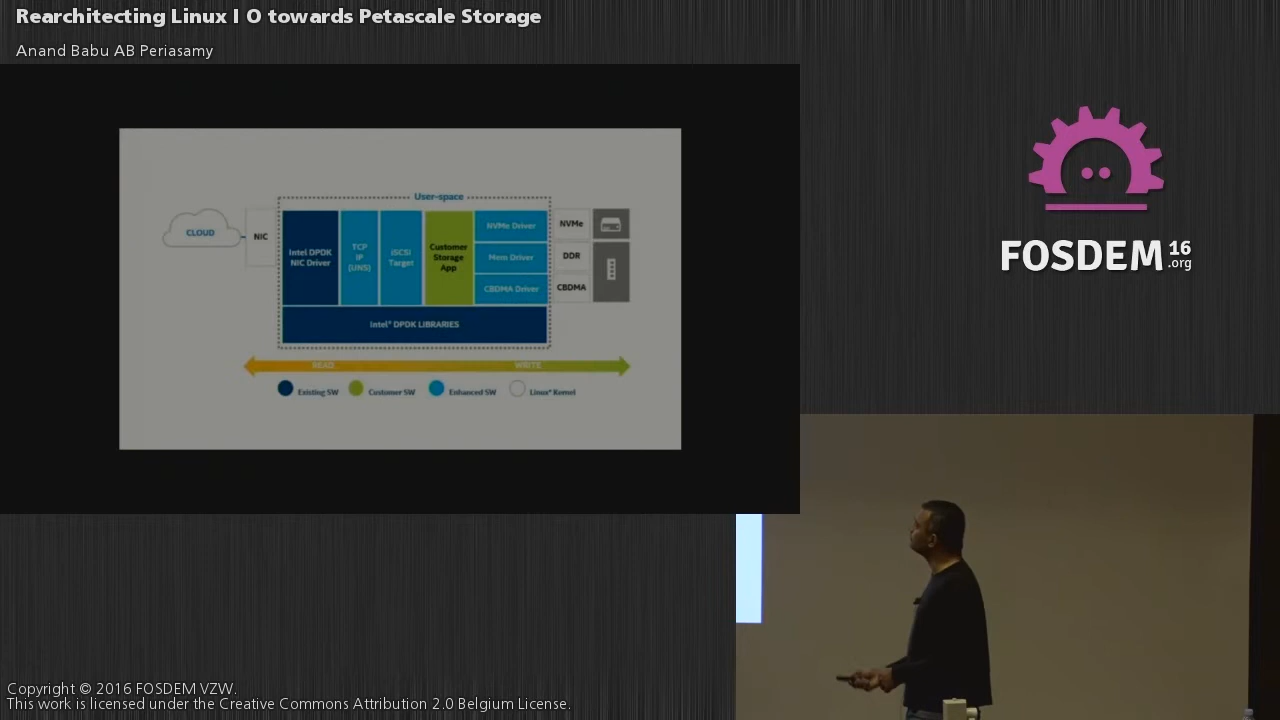 Rearchitecting Linux I O towards Petascale Storage
Anand Babu AB Periasamy
User-space
CLOUD
NIC
Intel DPDK
NIC Driver
TCP
IP
(UNS)
iSCSI
Target
Customer
Storage
App
NVMe Driver
Mem Driver
CBDMA Driver
NVMe
DDR
CBDMA
Intel® DPDK LIBRARIES
READ
WRITE
Existing SW
Customer SW
Enhanced SW
Linux* Kernel
FOSDEM 16
.org
Copyright © 2016 FOSDEM VZW.
This work is licensed under the Creative Commons Attribution 2.0 Belgium License.